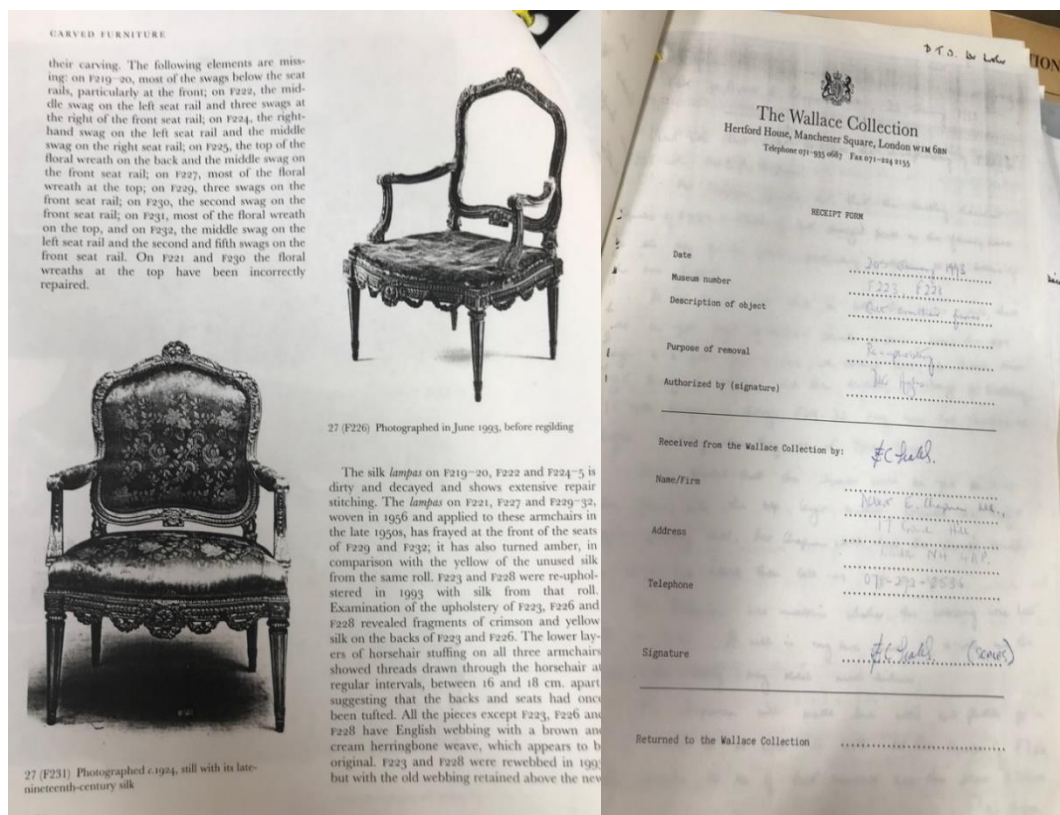 CARVED FURNITURE
their carving. The following elements are miss-
ing: on F219–20, most of the swags below the seat
rails, particularly at the front; on F222, the mid-
dle swag on the left seat rail and three swags at
the right of the front seat rail; on F224, the right-
hand swag on the left seat rail and the middle
swag on the right seat rail; on F225, the top of the
floral wreath on the back and the middle swag on
the front seat rail; on F227, most of the floral
wreath at the top; on F229, three swags on the
front seat rail; on F230, the second swag on the
front seat rail; on F231, most of the floral wreath
on the top, and on F232, the middle swag on the
left seat rail and the second and fifth swags on the
front seat rail. On F221 and F230 the floral
wreaths at the top have been incorrectly
repaired.
27 (F231) Photographed c.1924, still with its late-
nineteenth-century silk
27 (F226) Photographed in June 1993, before regilding
The silk lampas on F219–20, F222 and F224–5 is
dirty and decayed and shows extensive repair
stitching. The lampas on F221, F227 and F229–32,
woven in 1956 and applied to these armchairs in
the late 1950s, has frayed at the front of the seats
of F229 and F232; it has also turned amber, in
comparison with the yellow of the unused silk
from the same roll. F223 and F228 were re-uphol-
stered in 1993 with silk from that roll.
Examination of the upholstery of F223, F226 and
F228 revealed fragments of crimson and yellow
silk on the backs of F223 and F226. The lower lay-
ers of horsehair stuffing on all three armchairs
showed threads drawn through the horsehair at
regular intervals, between 16 and 18 cm. apart
suggesting that the backs and seats had once
been tufted. All the pieces except F223, F226 and
F228 have English webbing with a brown and
cream herringbone weave, which appears to b
original. F223 and F228 were rewebbed in 199
but with the old webbing retained above the new
ION
The Wallace Collection
Hertford House, Manchester Square, London W1M 6BN
Telephone 071-935 0687 Fax 071-224 2155
RECEIPT FORM
Date 1993
Museum number F223, F228
Description of object
Purpose of removal
Authorized by (signature)
Received from the Wallace Collection by:
Name/Firm
Address
Telephone
Signature (SERIES)
Returned to the Wallace Collection